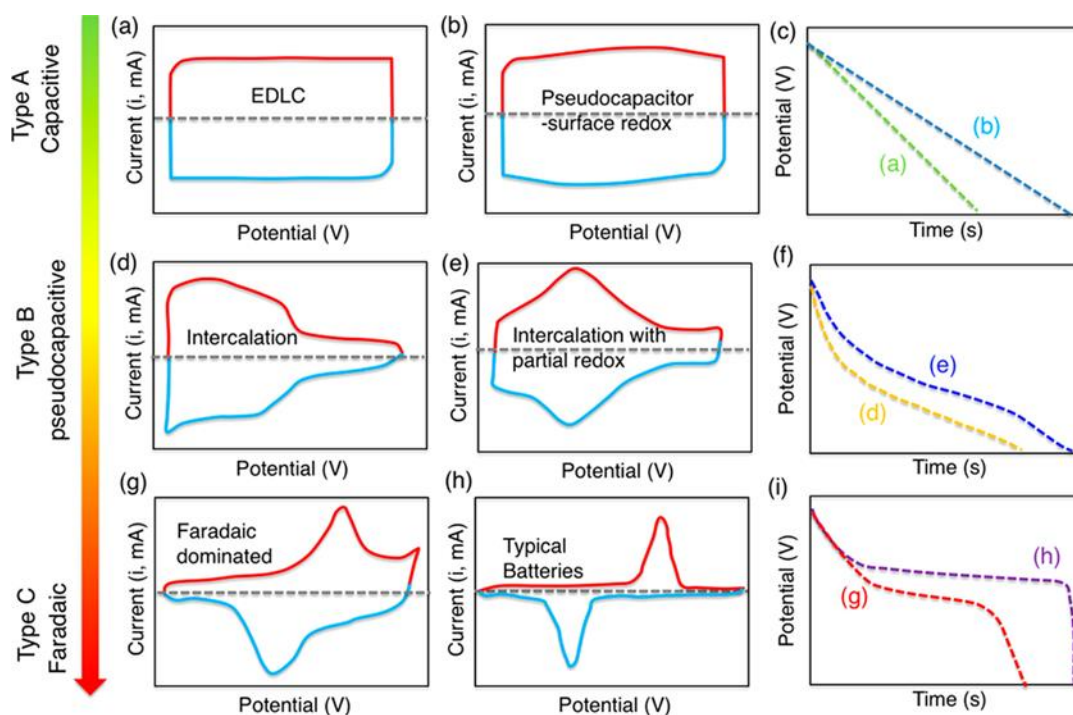 Type A
Capacitive
(a)
Current (i, mA)
EDLC
Potential (V)
(b)
Current (i, mA)
Pseudocapacitor
-surface redox
Potential (V)
(c)
Potential (V)
(b)
(a)
Time (s)
Type B
pseudocapacitive
(d)
Current (i, mA)
Intercalation
Potential (V)
(e)
Current (i, mA)
Intercalation with
partial redox
Potential (V)
(f)
Potential (V)
(e)
(d)
Time (s)
Type C
Faradaic
(g)
Current (i, mA)
Faradaic
dominated
Potential (V)
(h)
Current (i, mA)
Typical
Batteries
Potential (V)
(i)
Potential (V)
(h)
(g)
Time (s)